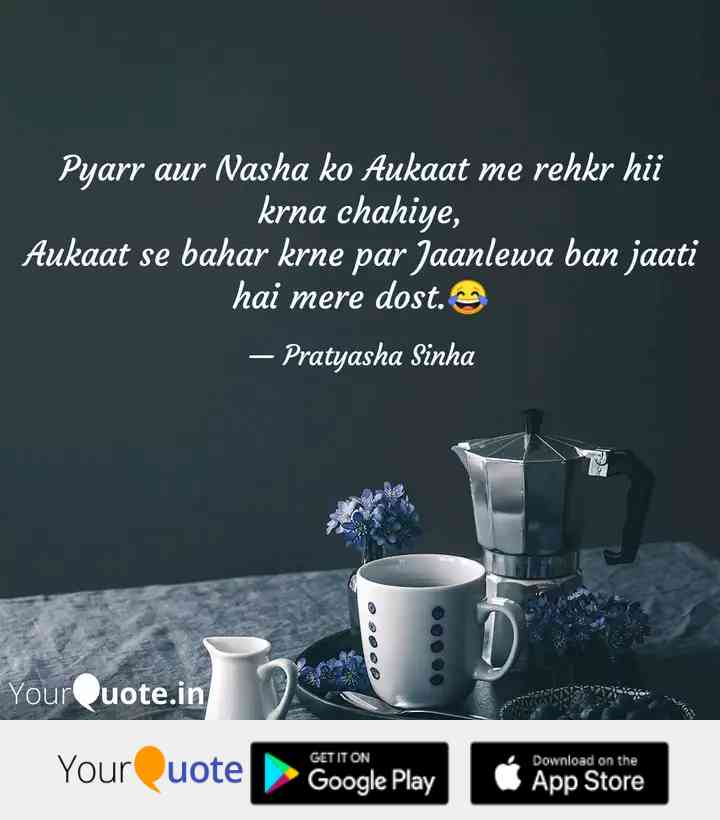 Pyarr aur Nasha ko Aukaat me rehkr hii
krna chahiye,
Aukaat se bahar krne par Jaanlewa ban jaati
hai mere dost.😂
— Pratyasha Sinha
YourQuote.in
YourQuote
GET IT ON
Google Play
Download on the
App Store